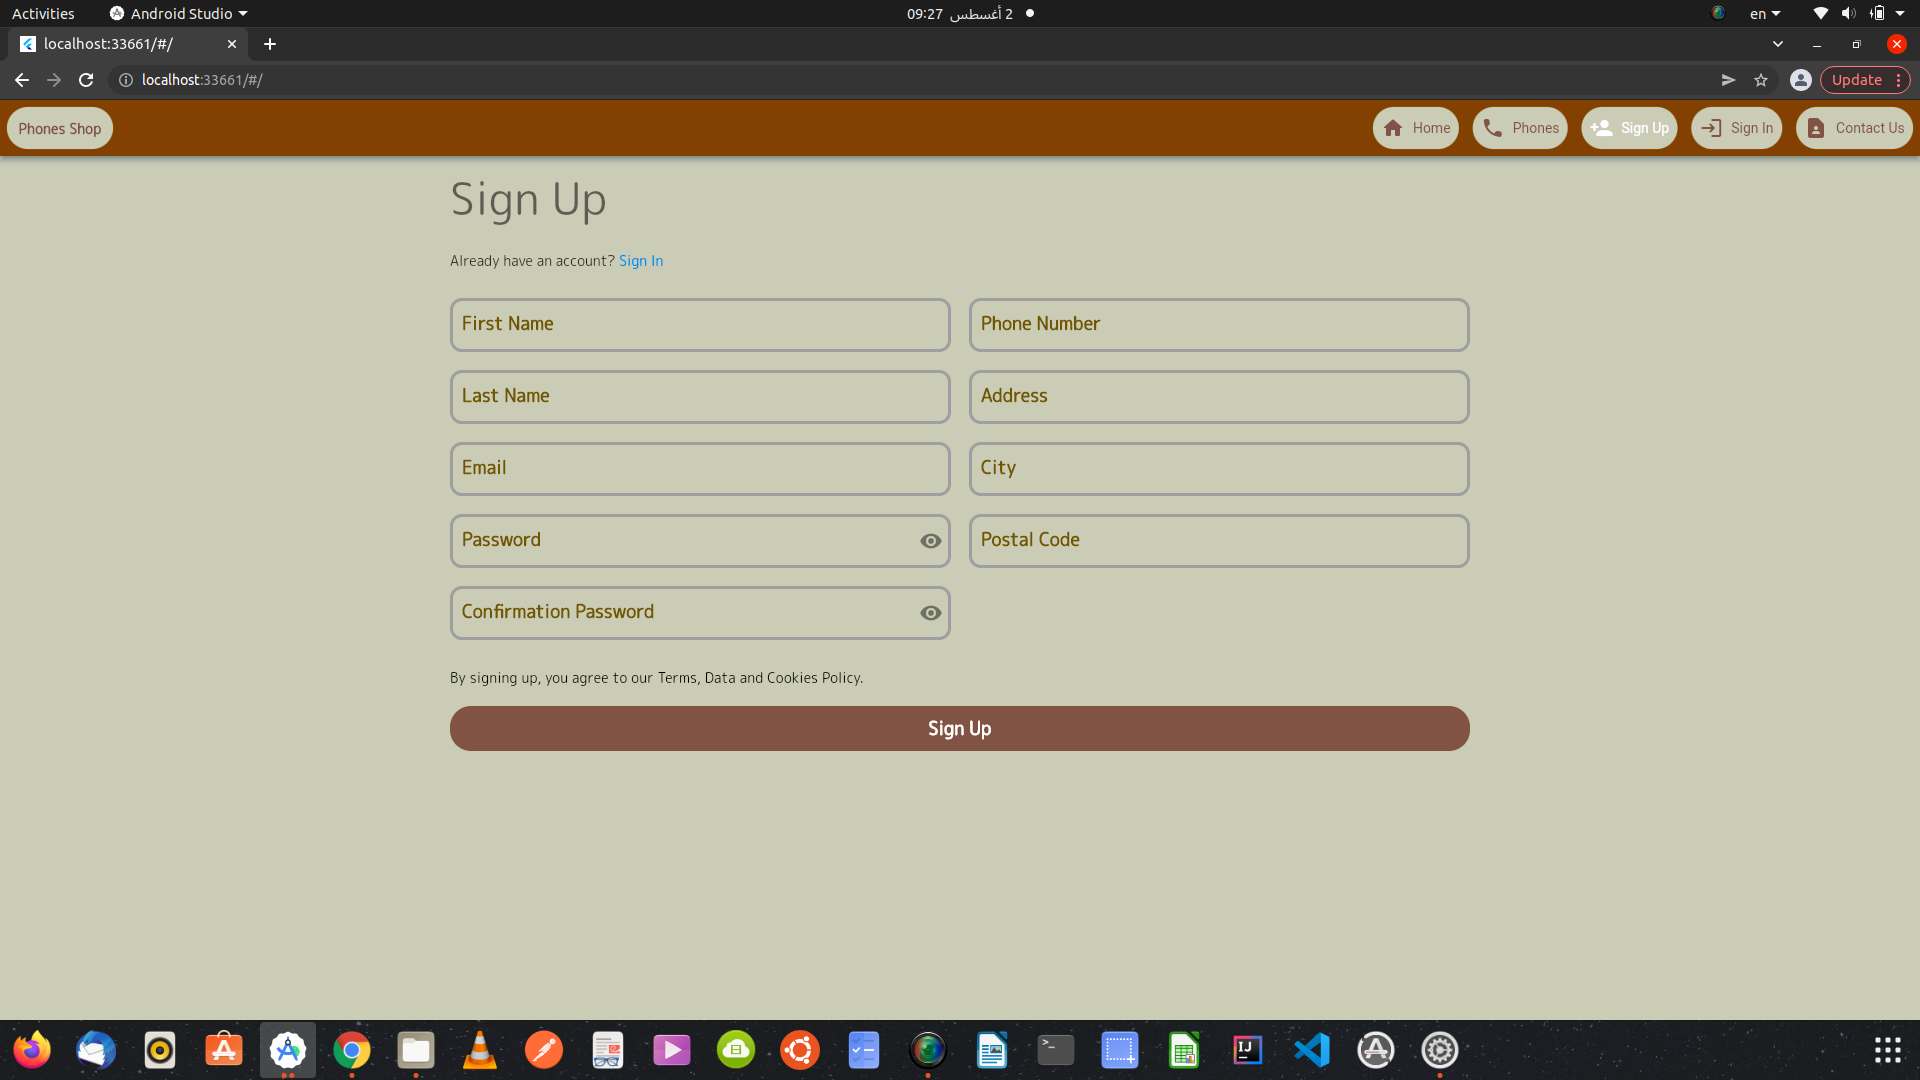 Activities
Android Studio
09:27 2 أغسطس
en
localhost:33661/#/
localhost:33661/#/
Update
Phones Shop
Home
Phones
Sign Up
Sign In
Contact Us
Sign Up
Already have an account? Sign In
First Name
Phone Number
Last Name
Address
Email
City
Password
Postal Code
Confirmation Password
By signing up, you agree to our Terms, Data and Cookies Policy.
Sign Up